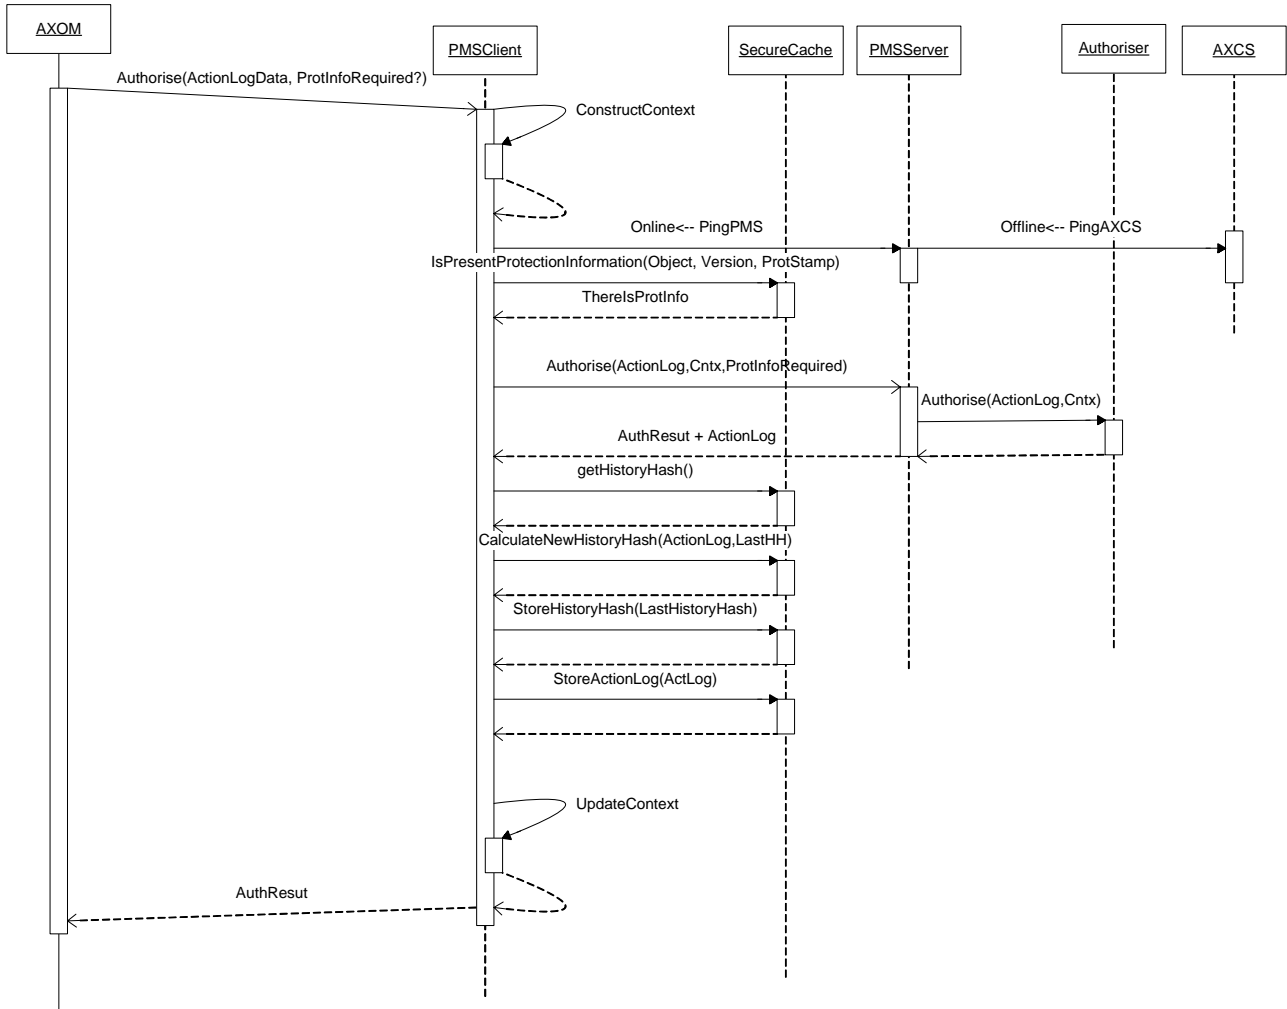 AXOM
PMSClient
SecureCache
PMSServer
Authoriser
AXCS
Authorise(ActionLogData, ProtInfoRequired?)
ConstructContext
Online<-- PingPMS
Offline<-- PingAXCS
IsPresentProtectionInformation(Object, Version, ProtStamp)
ThereIsProtInfo
Authorise(ActionLog,Cntx,ProtInfoRequired)
Authorise(ActionLog,Cntx)
AuthResut + ActionLog
getHistoryHash()
CalculateNewHistoryHash(ActionLog,LastHH)
StoreHistoryHash(LastHistoryHash)
StoreActionLog(ActLog)
UpdateContext
AuthResut